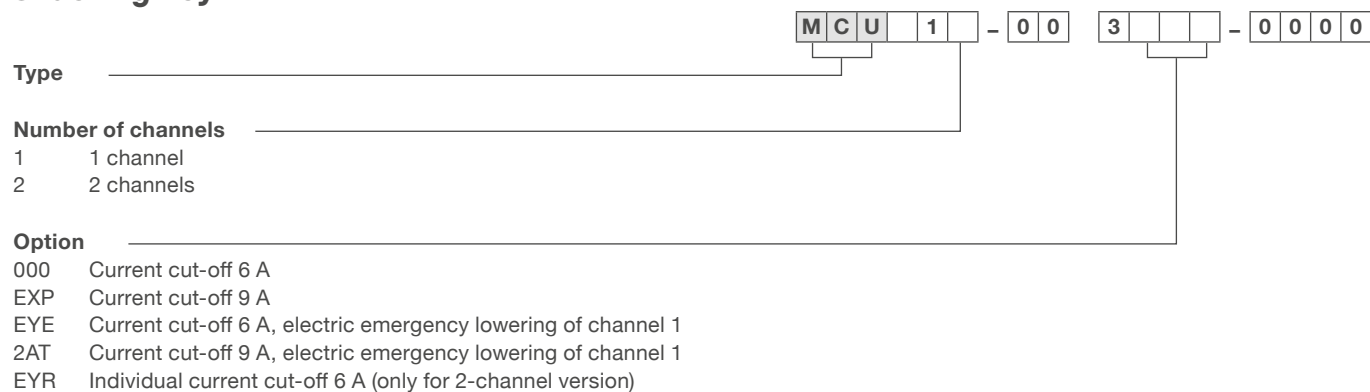 M C U 1 - 0 0 3 - 0 0 0 0
Type
Number of channels
1 1 channel
2 2 channels
Option
000 Current cut-off 6 A
EXP Current cut-off 9 A
EYE Current cut-off 6 A, electric emergency lowering of channel 1
2AT Current cut-off 9 A, electric emergency lowering of channel 1
EYR Individual current cut-off 6 A (only for 2-channel version)